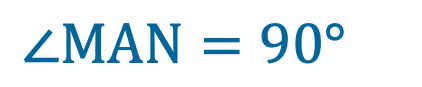 ∠MAN = 90°